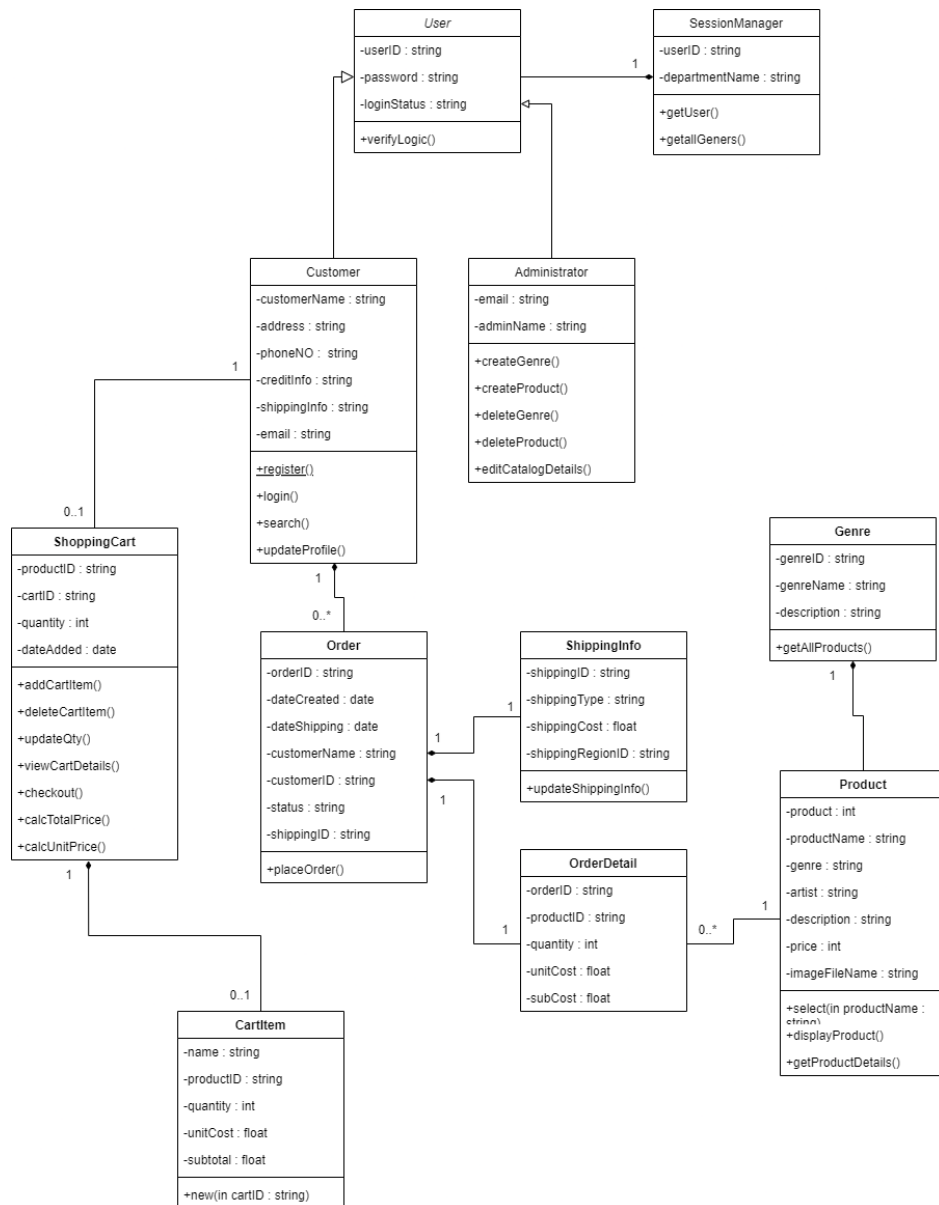 User
-userID : string
-password : string
-loginStatus : string
+verifyLogic()
SessionManager
-userID : string
-departmentName : string
+getUser()
+getallGeners()
1
Customer
-customerName : string
-address : string
-phoneNO : string
-creditInfo : string
-shippingInfo : string
-email : string
+register()
+login()
+search()
+updateProfile()
Administrator
-email : string
-adminName : string
+createGenre()
+createProduct()
+deleteGenre()
+deleteProduct()
+editCatalogDetails()
1
0..1
ShoppingCart
-productID : string
-cartID : string
-quantity : int
-dateAdded : date
+addCartItem()
+deleteCartItem()
+updateQty()
+viewCartDetails()
+checkout()
+calcTotalPrice()
+calcUnitPrice()
1
0..*
Order
-orderID : string
-dateCreated : date
-dateShipping : date
-customerName : string
-customerID : string
-status : string
-shippingID : string
+placeOrder()
1
1
ShippingInfo
-shippingID : string
-shippingType : string
-shippingCost : float
-shippingRegionID : string
+updateShippingInfo()
Genre
-genreID : string
-genreName : string
-description : string
+getAllProducts()
1
1
1
OrderDetail
-orderID : string
-productID : string
-quantity : int
-unitCost : float
-subCost : float
0..*
1
Product
-product : int
-productName : string
-genre : string
-artist : string
-description : string
-price : int
-imageFileName : string
+select(in productName :
string)
+displayProduct()
+getProductDetails()
1
0..1
CartItem
-name : string
-productID : string
-quantity : int
-unitCost : float
-subtotal : float
+new(in cartID : string)